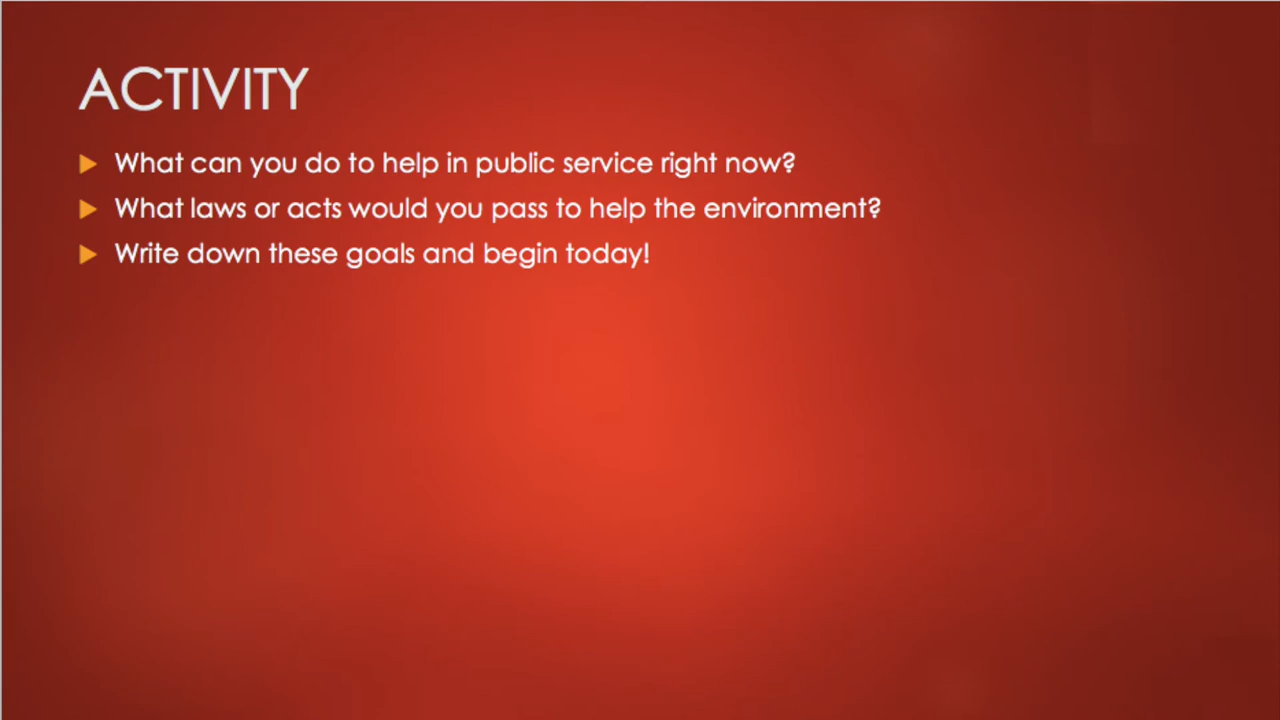 ACTIVITY
What can you do to help in public service right now?
What laws or acts would you pass to help the environment?
Write down these goals and begin today!